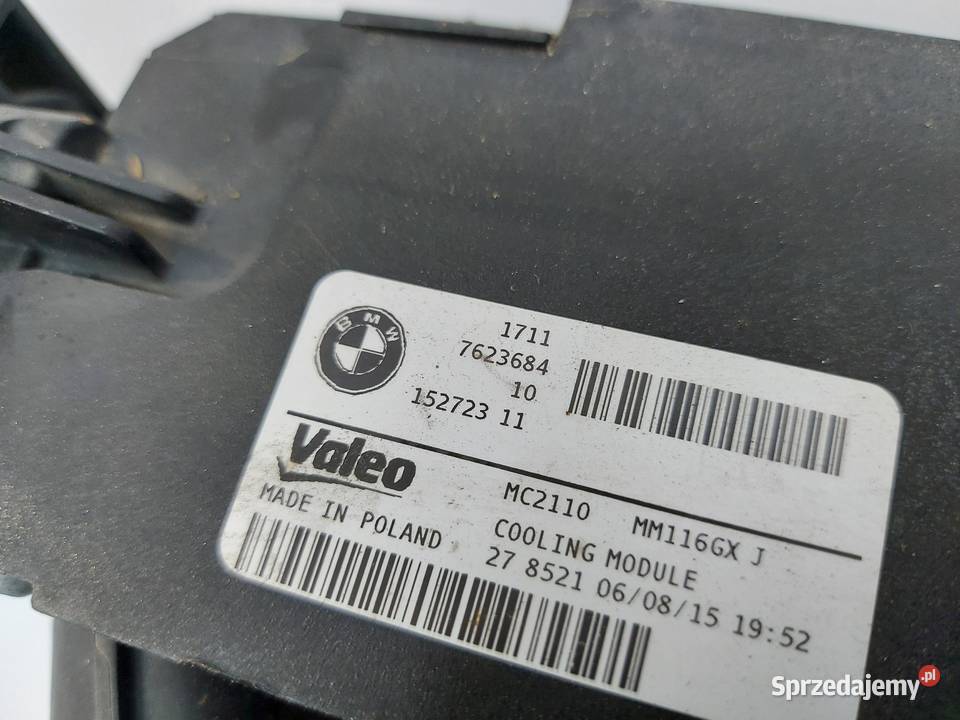 BMW
1711
7623684
10
152723 11
Valeo
MC2110 MM116GX J
MADE IN POLAND
COOLING MODULE
27 8521 06/08/15 19:52
Sprzedajemy.pl